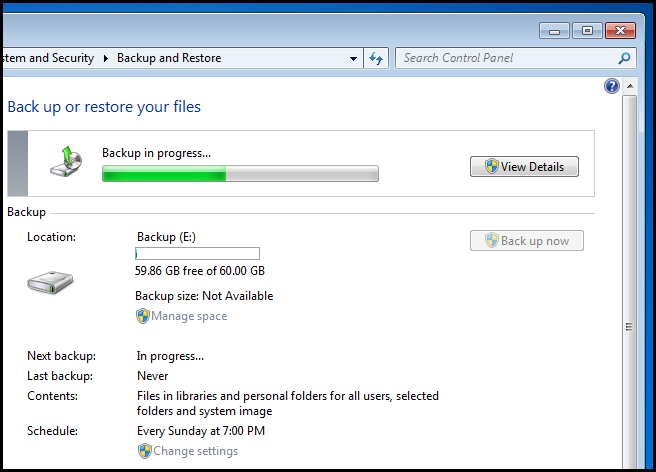 stem and Security ▸ Backup and Restore
Search Control Panel
Back up or restore your files
Backup in progress...
View Details
Backup
Location:
Backup (E:)
Back up now
59.86 GB free of 60.00 GB
Backup size: Not Available
Manage space
Next backup:
In progress...
Last backup:
Never
Contents:
Files in libraries and personal folders for all users, selected
folders and system image
Schedule:
Every Sunday at 7:00 PM
Change settings